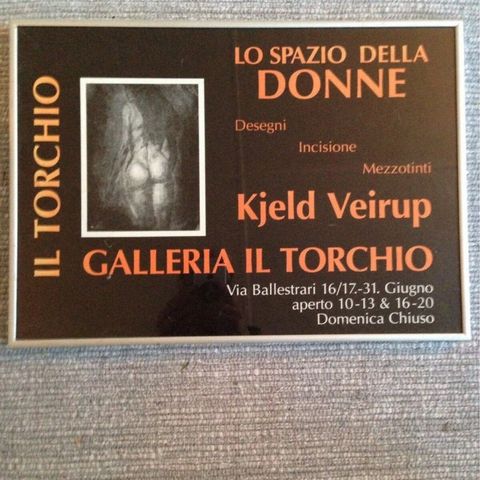 IL TORCHIO
LO SPAZIO DELLA
DONNE
Desegni
Incisione
Mezzotinti
Kjeld Veirup
GALLERIA IL TORCHIO
Via Ballestrari 16/17.-31. Giugno
aperto 10-13 & 16-20
Domenica Chiuso